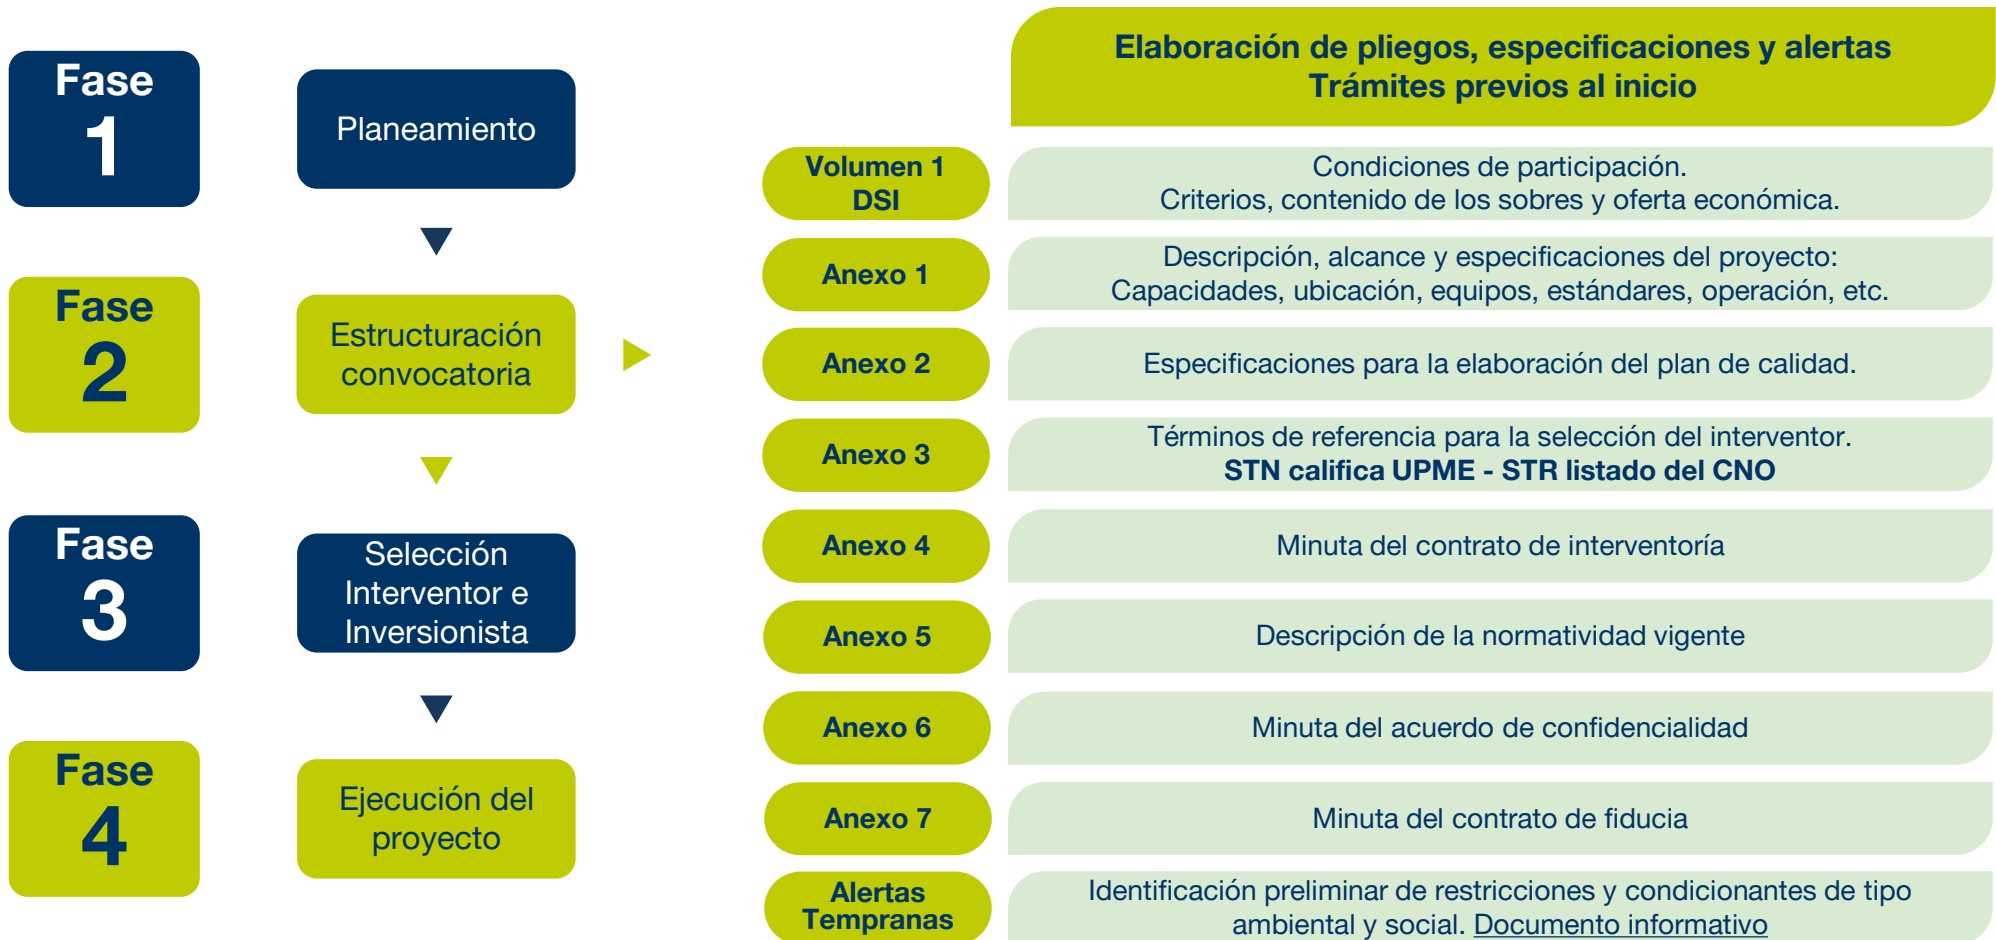 Fase
1
Planeamiento
Fase
2
Estructuración
convocatoria
Fase
3
Selección
Interventor e
Inversionista
Fase
4
Ejecución del
proyecto
Elaboración de pliegos, especificaciones y alertas
Trámites previos al inicio
Volumen 1
DSI
Condiciones de participación.
Criterios, contenido de los sobres y oferta económica.
Anexo 1
Descripción, alcance y especificaciones del proyecto:
Capacidades, ubicación, equipos, estándares, operación, etc.
Anexo 2
Especificaciones para la elaboración del plan de calidad.
Anexo 3
Términos de referencia para la selección del interventor.
STN califica UPME - STR listado del CNO
Anexo 4
Minuta del contrato de interventoría
Anexo 5
Descripción de la normatividad vigente
Anexo 6
Minuta del acuerdo de confidencialidad
Anexo 7
Minuta del contrato de fiducia
Alertas
Tempranas
Identificación preliminar de restricciones y condicionantes de tipo
ambiental y social. Documento informativo